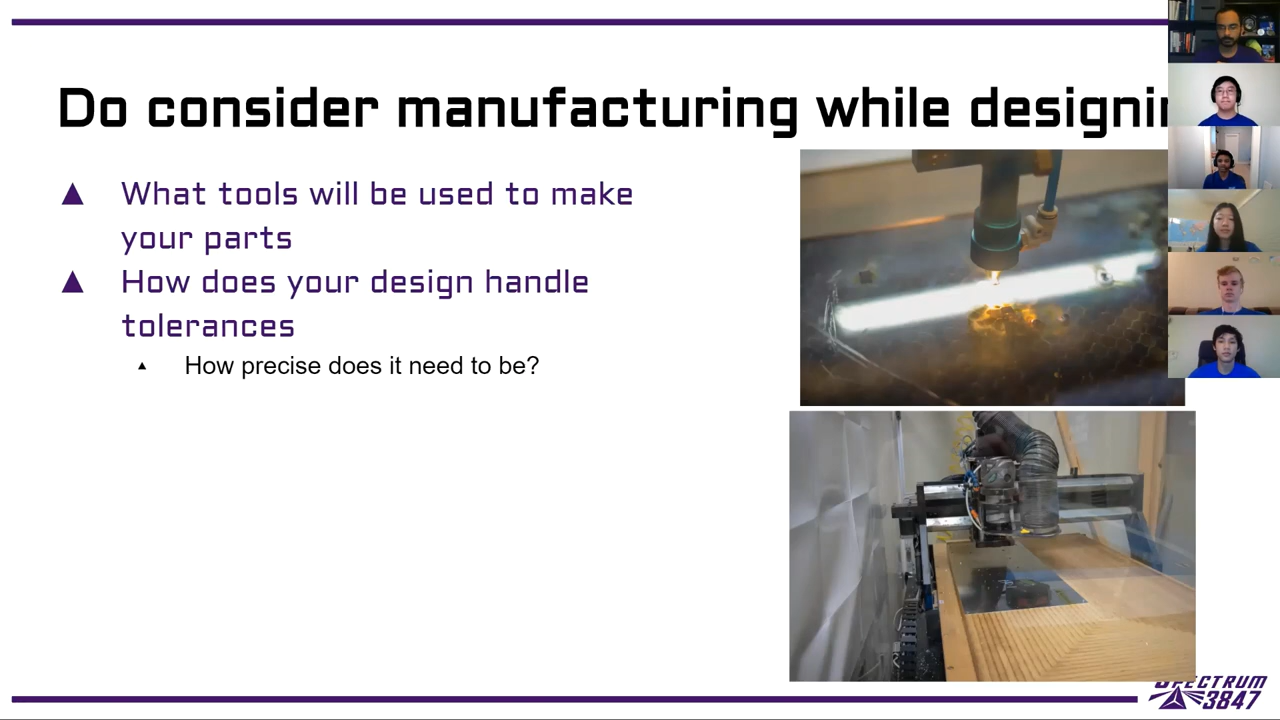 Do consider manufacturing while designin
What tools will be used to make
your parts
How does your design handle
tolerances
How precise does it need to be?
SPECTRUM
3847